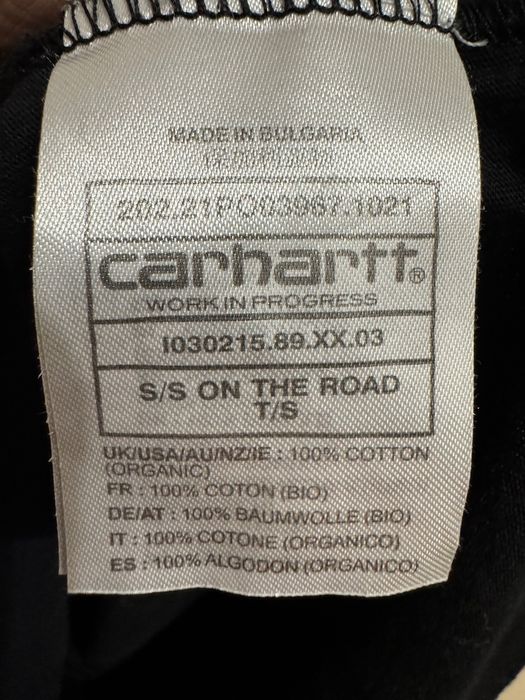 MADE IN BULGARIA
202.21PO03967.1021
carhartt®
WORK IN PROGRESS
I030215.89.XX.03
S/S ON THE ROAD
T/S
UK/USA/AU/NZ/IE : 100% COTTON
(ORGANIC)
FR : 100% COTON (BIO)
DE/AT : 100% BAUMWOLLE (BIO)
IT : 100% COTONE (ORGANICO)
ES : 100% ALGODON (ORGANICO)